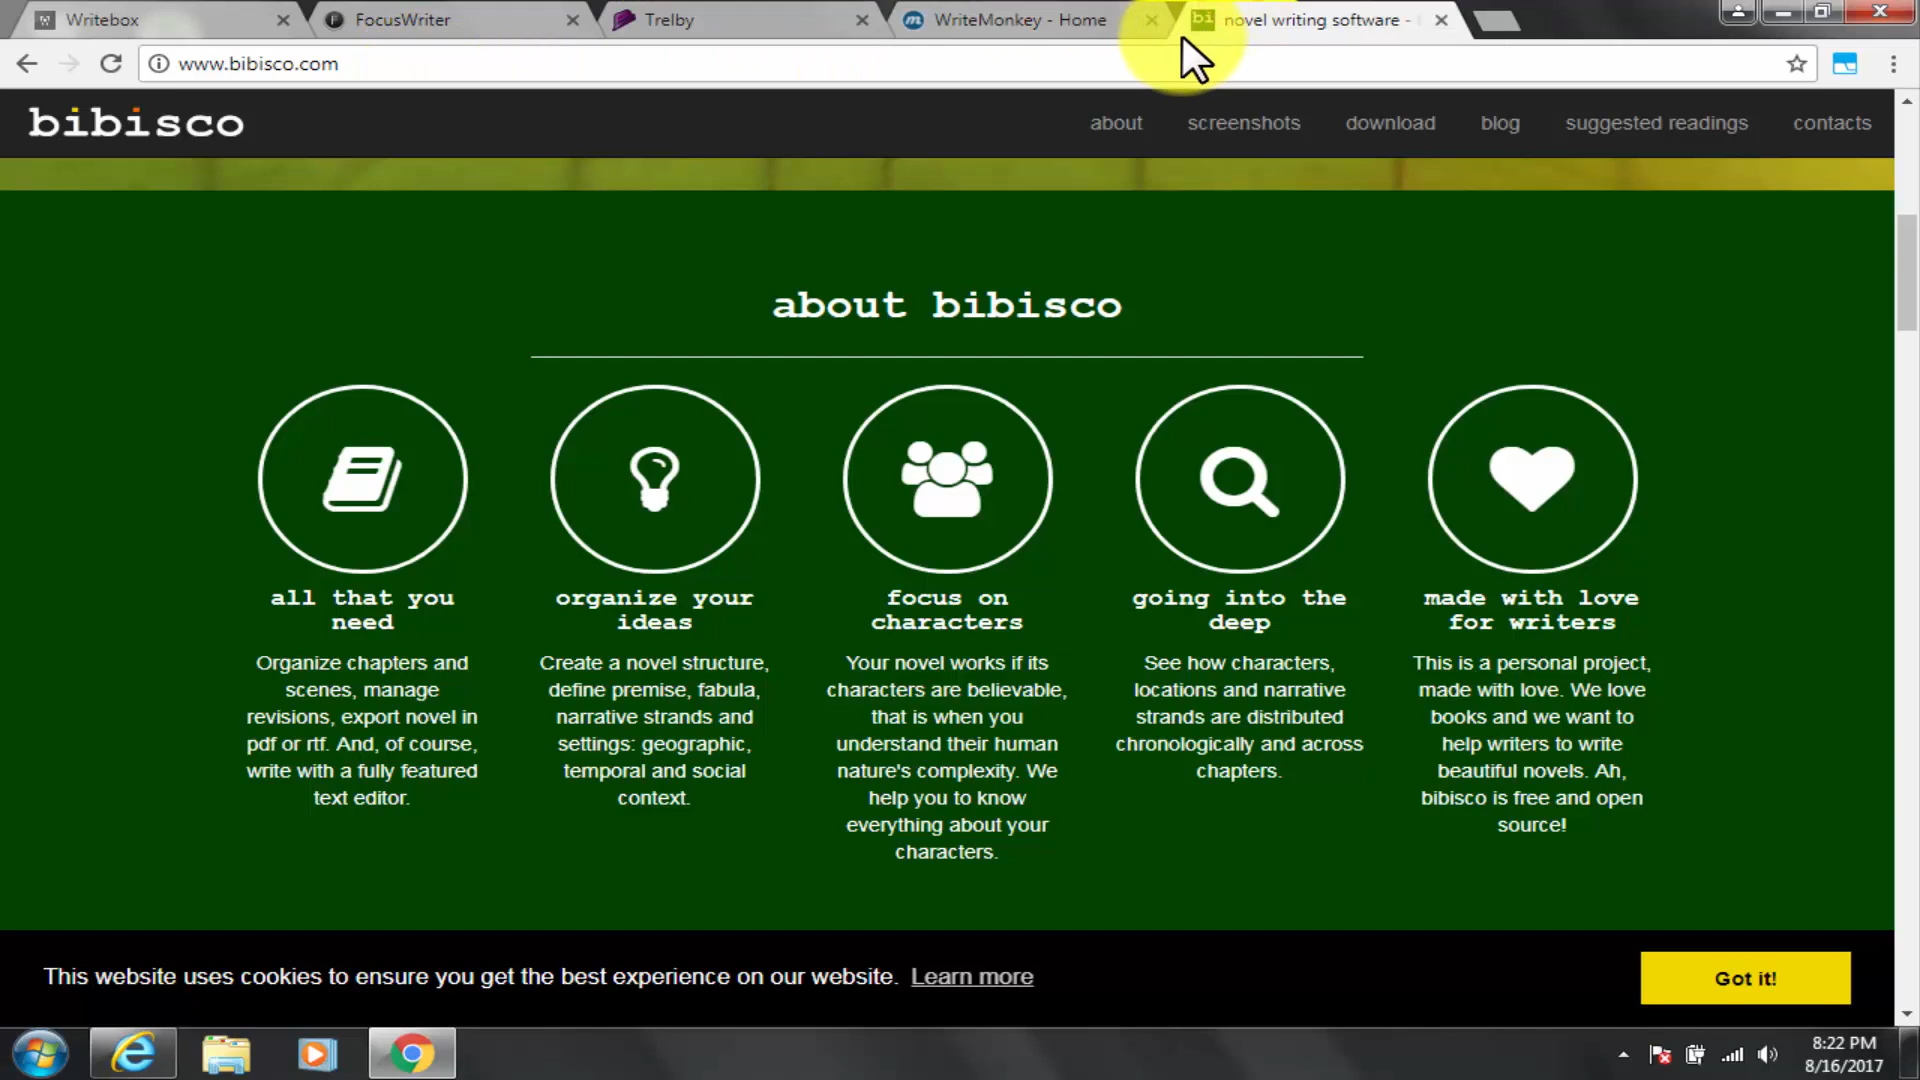 Writebox
FocusWriter
Trelby
WriteMonkey - Home
novel writing software -
www.bibisco.com
bibisco
about
screenshots
download
blog
suggested readings
contacts
about bibisco
all that you
need
Organize chapters and
scenes, manage
revisions, export novel in
pdf or rtf. And, of course,
write with a fully featured
text editor.
organize your
ideas
Create a novel structure,
define premise, fabula,
narrative strands and
settings: geographic,
temporal and social
context.
focus on
characters
Your novel works if its
characters are believable,
that is when you
understand their human
nature's complexity. We
help you to know
everything about your
characters.
going into the
deep
See how characters,
locations and narrative
strands are distributed
chronologically and across
chapters.
made with love
for writers
This is a personal project,
made with love. We love
books and we want to
help writers to write
beautiful novels. Ah,
bibisco is free and open
source!
This website uses cookies to ensure you get the best experience on our website. Learn more
Got it!
8:22 PM
8/16/2017